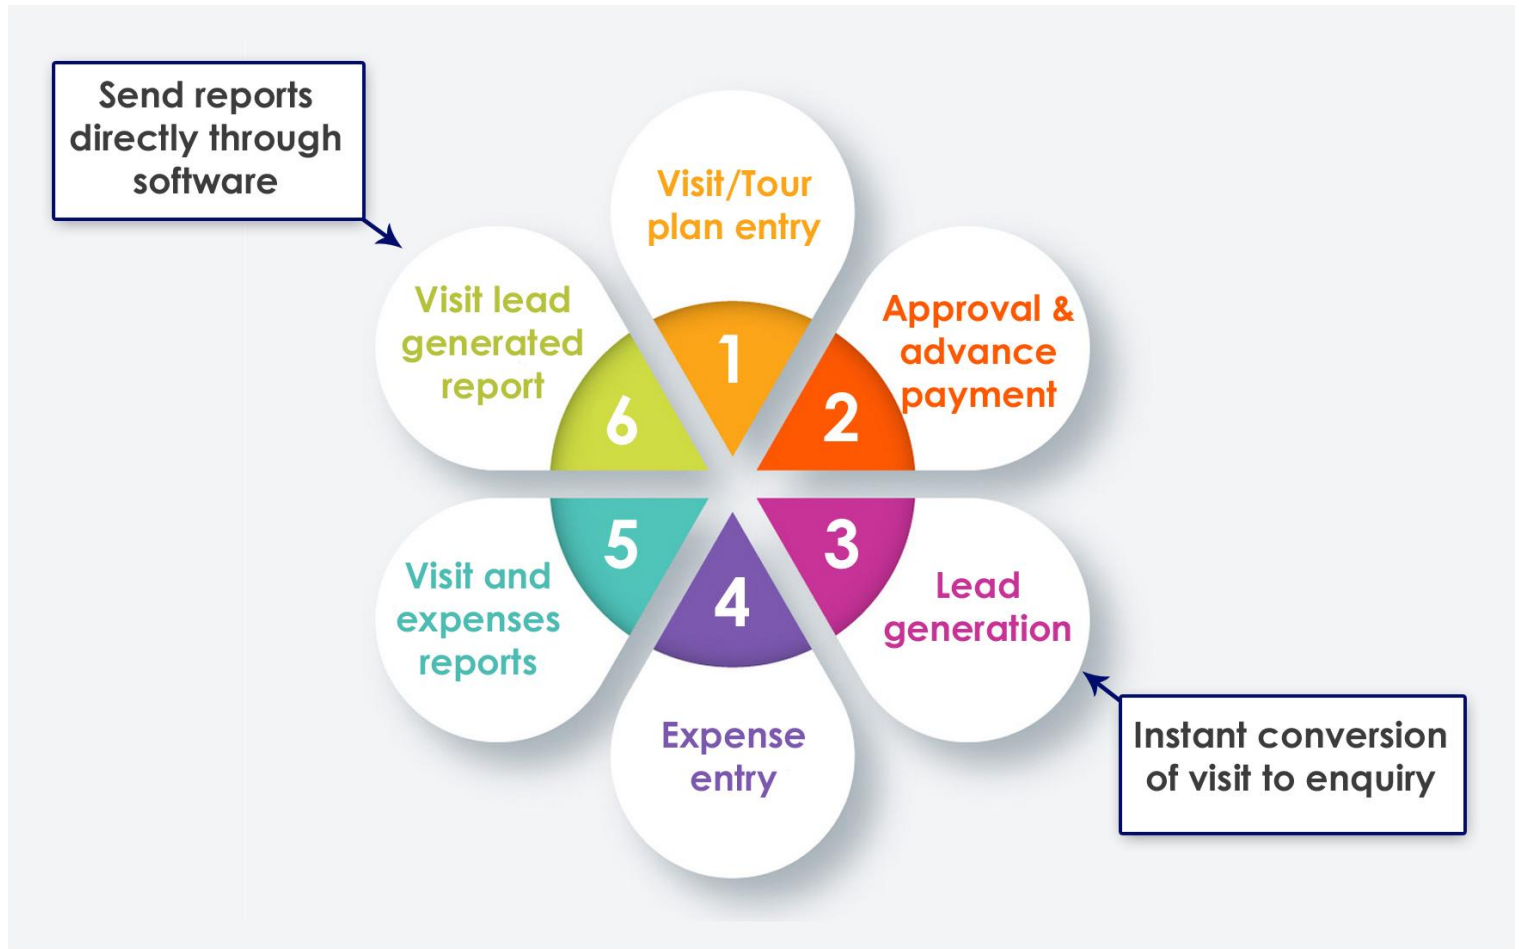 Send reports
directly through
software
Visit/Tour
plan entry
1
Approval &
advance
payment
2
Lead
generation
3
Instant conversion
of visit to enquiry
Expense
entry
4
Visit and
expenses
reports
5
Visit lead
generated
report
6